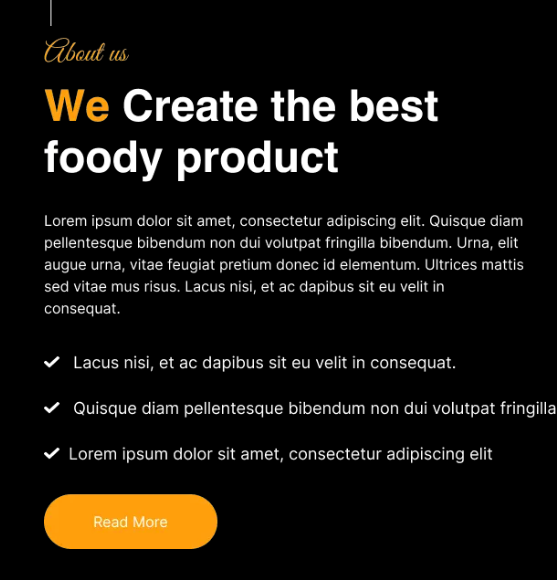 About us
We Create the best
foody product
Lorem ipsum dolor sit amet, consectetur adipiscing elit. Quisque diam
pellentesque bibendum non dui volutpat fringilla bibendum. Urna, elit
augue urna, vitae feugiat pretium donec id elementum. Ultrices mattis
sed vitae mus risus. Lacus nisi, et ac dapibus sit eu velit in
consequat.
Lacus nisi, et ac dapibus sit eu velit in consequat.
Quisque diam pellentesque bibendum non dui volutpat fringilla
Lorem ipsum dolor sit amet, consectetur adipiscing elit
Read More